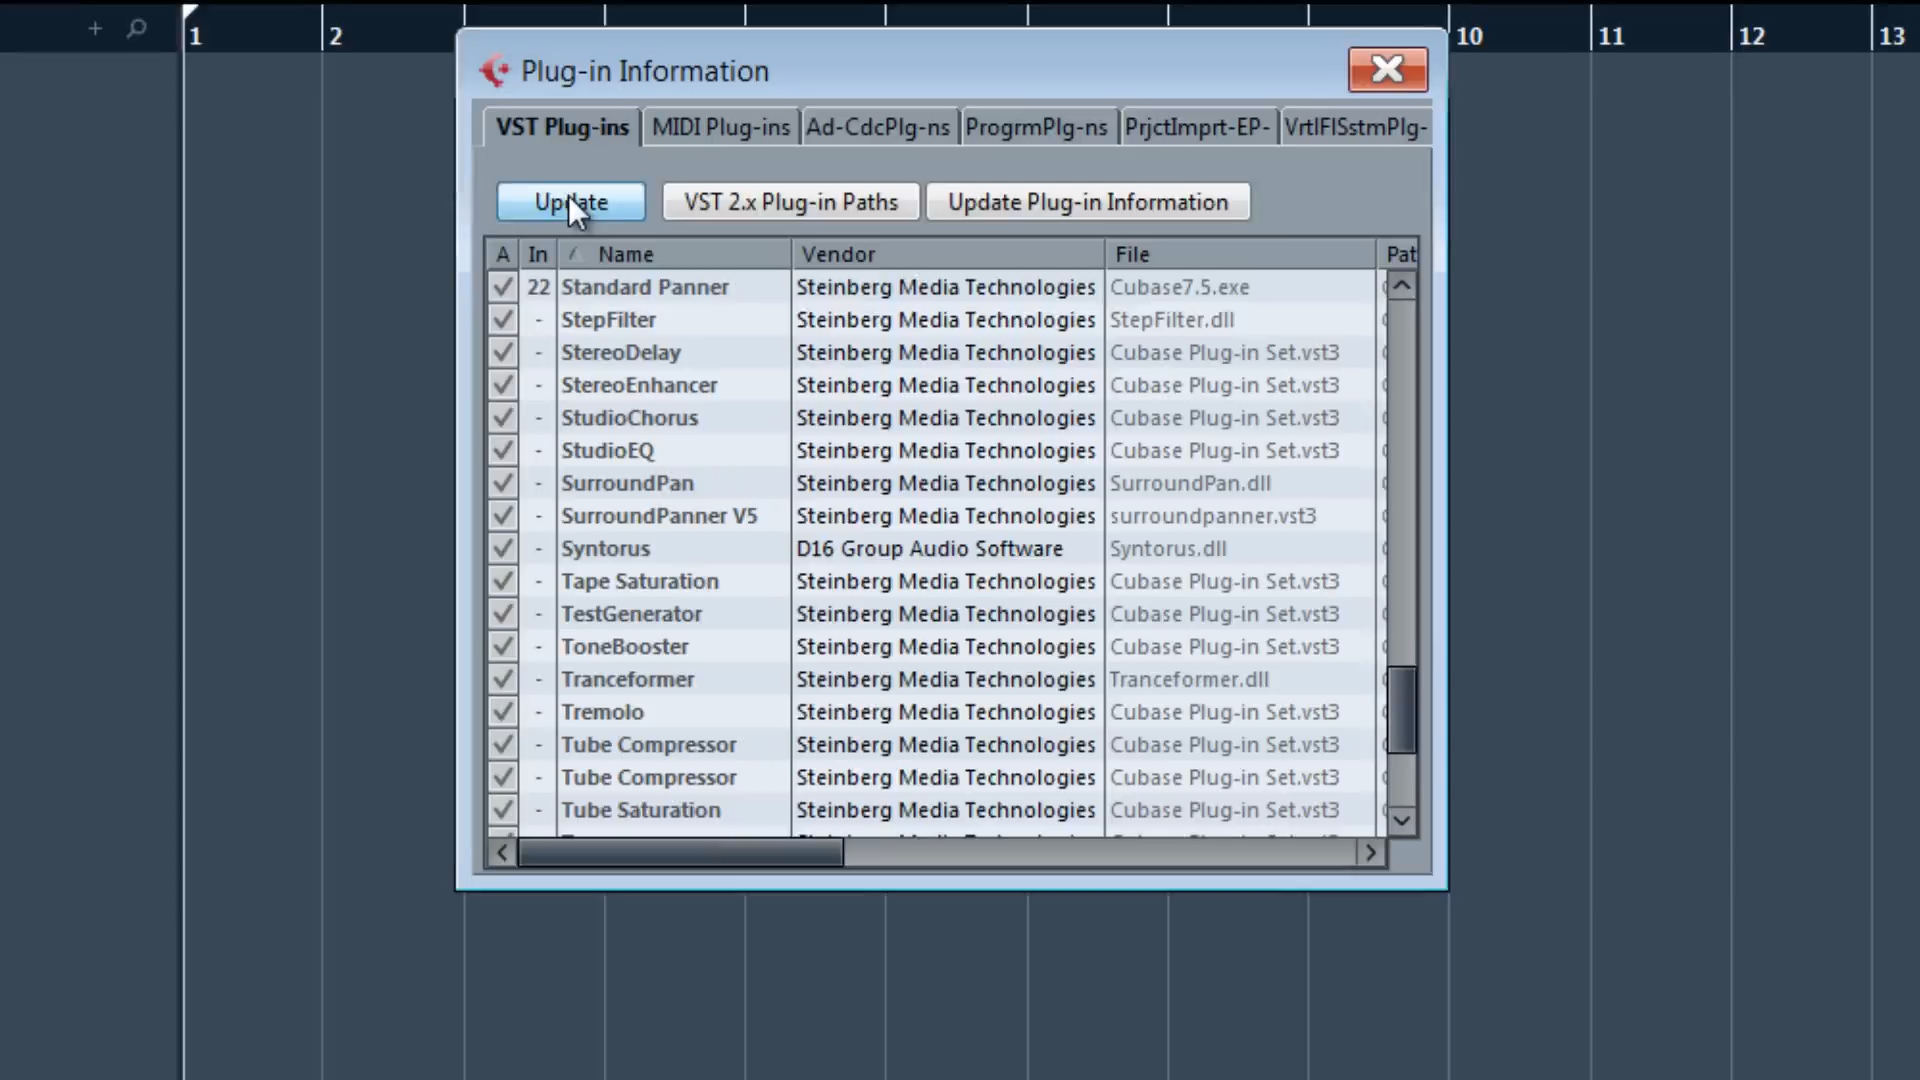 1 2 10 11 12 13
Plug-in Information
VST Plug-ins MIDI Plug-ins Ad-CdcPlg-ns ProgrmPlg-ns PrjctImprt-EP- VrtlFlSstmPlg-
Update VST 2.x Plug-in Paths Update Plug-in Information
A In Name Vendor File Pat
22 Standard Panner Steinberg Media Technologies Cubase7.5.exe
- StepFilter Steinberg Media Technologies StepFilter.dll
- StereoDelay Steinberg Media Technologies Cubase Plug-in Set.vst3
- StereoEnhancer Steinberg Media Technologies Cubase Plug-in Set.vst3
- StudioChorus Steinberg Media Technologies Cubase Plug-in Set.vst3
- StudioEQ Steinberg Media Technologies Cubase Plug-in Set.vst3
- SurroundPan Steinberg Media Technologies SurroundPan.dll
- SurroundPanner V5 Steinberg Media Technologies surroundpanner.vst3
- Syntorus D16 Group Audio Software Syntorus.dll
- Tape Saturation Steinberg Media Technologies Cubase Plug-in Set.vst3
- TestGenerator Steinberg Media Technologies Cubase Plug-in Set.vst3
- ToneBooster Steinberg Media Technologies Cubase Plug-in Set.vst3
- Tranceformer Steinberg Media Technologies Tranceformer.dll
- Tremolo Steinberg Media Technologies Cubase Plug-in Set.vst3
- Tube Compressor Steinberg Media Technologies Cubase Plug-in Set.vst3
- Tube Compressor Steinberg Media Technologies Cubase Plug-in Set.vst3
- Tube Saturation Steinberg Media Technologies Cubase Plug-in Set.vst3